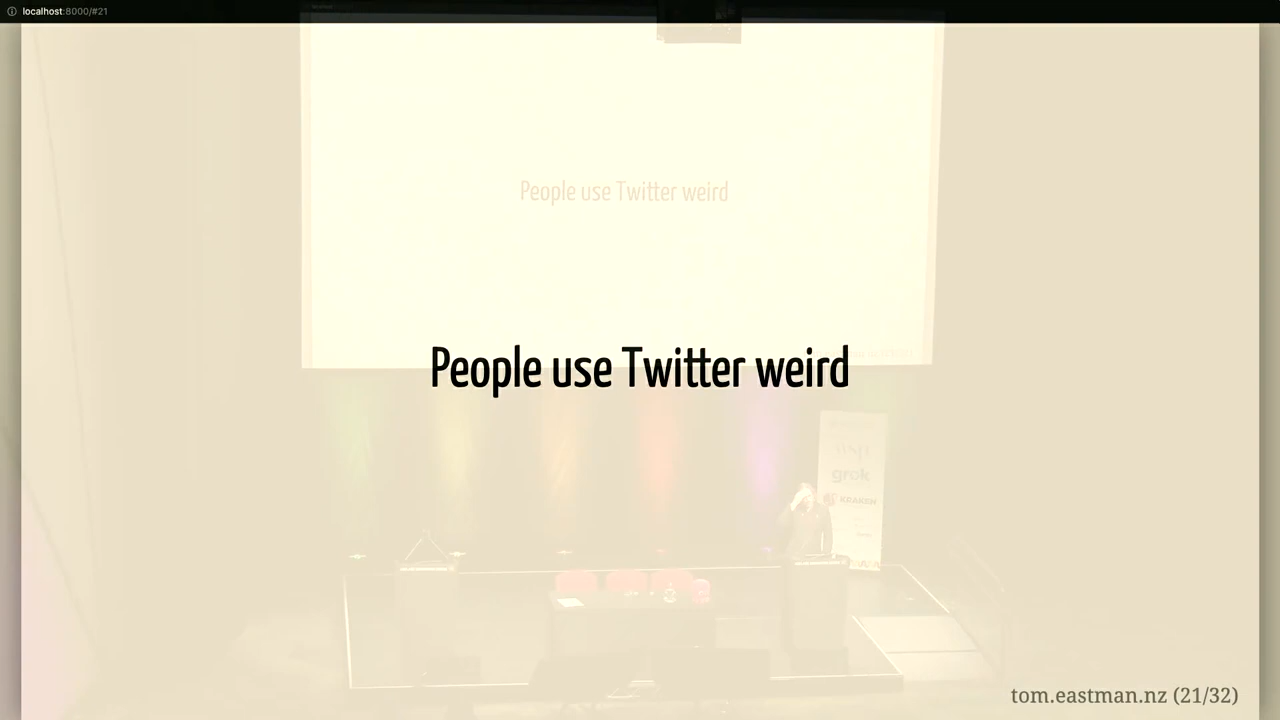 localhost:8000/#21
People use Twitter weird
People use Twitter weird
grok
KRAKEN
tom.eastman.nz (21/32)